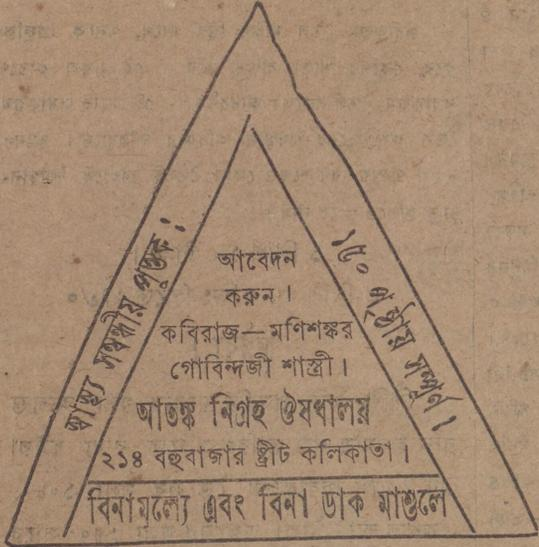 স্বাস্থ্য সম্বন্ধীয় পুস্তক !
১৫০ পৃষ্ঠায় সম্পূর্ণ ।
আবেদন
করুন ।
কবিরাজ—মণিশঙ্কর
গোবিন্দজী শাস্ত্রী ।
আতঙ্ক নিগ্রহ ঔষধালয়
২১৪ বহুবাজার ষ্ট্রীট কলিকাতা ।
বিনামূল্যে এবং বিনা ডাক মাশুলে